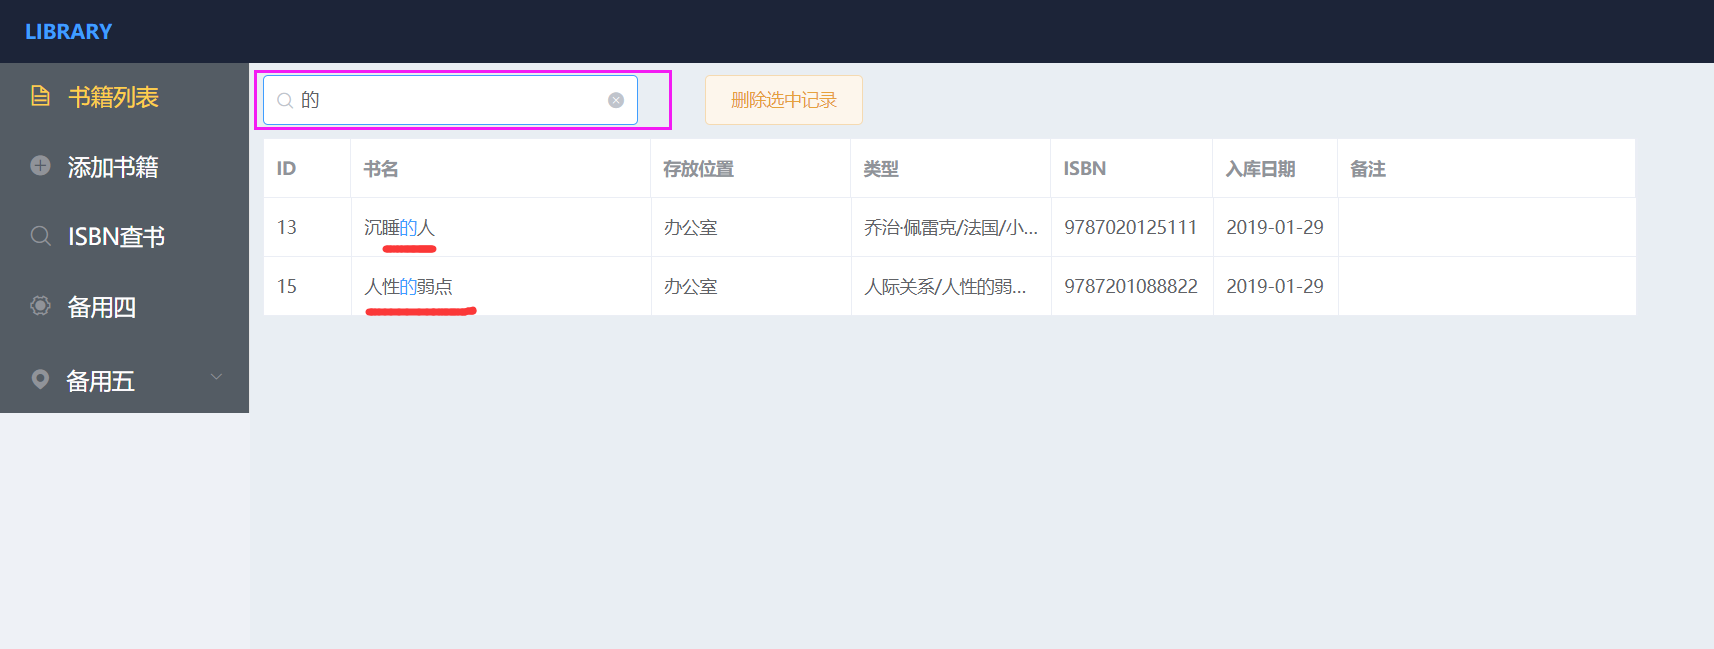 LIBRARY
书籍列表
添加书籍
ISBN查书
备用四
备用五
的
删除选中记录
ID 书名 存放位置 类型 ISBN 入库日期 备注
13 沉睡的人 办公室 乔治·佩雷克/法国/小... 9787020125111 2019-01-29
15 人性的弱点 办公室 人际关系/人性的弱... 9787201088822 2019-01-29